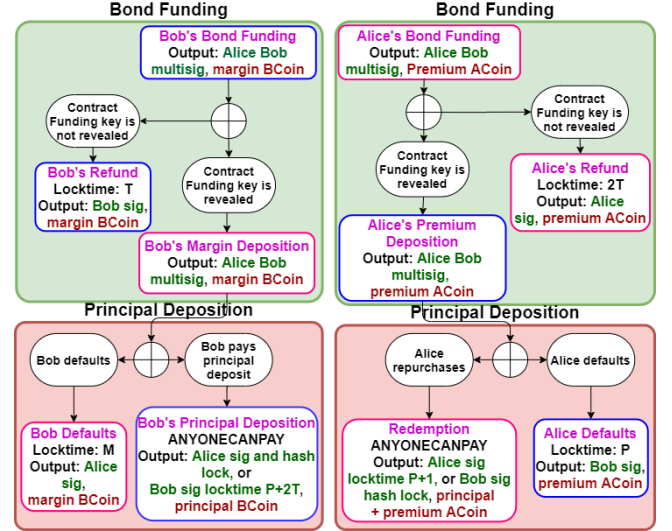 Bond Funding
Bob's Bond Funding
Output: Alice Bob
multisig, margin BCoin
Contract
Funding key is
not revealed
Bob's Refund
Locktime: T
Output: Bob sig,
margin BCoin
Contract
Funding key is
revealed
Bob's Margin Deposition
Output: Alice Bob
multisig, margin BCoin
Bond Funding
Alice's Bond Funding
Output: Alice Bob
multisig, Premium ACoin
Contract
Funding key is
not revealed
Contract
Funding key is
revealed
Alice's Refund
Locktime: 2T
Output: Alice
sig, premium ACoin
Alice's Premium
Deposition
Output: Alice Bob
multisig,
premium ACoin
Principal Deposition
Bob defaults
Bob pays
principal
deposit
Bob Defaults
Locktime: M
Output: Alice
sig,
margin BCoin
Bob's Principal Deposition
ANYONECANPAY
Output: Alice sig and hash
lock, or
Bob sig locktime P+2T,
principal BCoin
Principal Deposition
Alice
repurchases
Alice defaults
Redemption
ANYONECANPAY
Output: Alice sig
locktime P+1, or Bob sig
hash lock, principal
+ premium ACoin
Alice Defaults
Locktime: P
Output: Bob sig,
premium ACoin